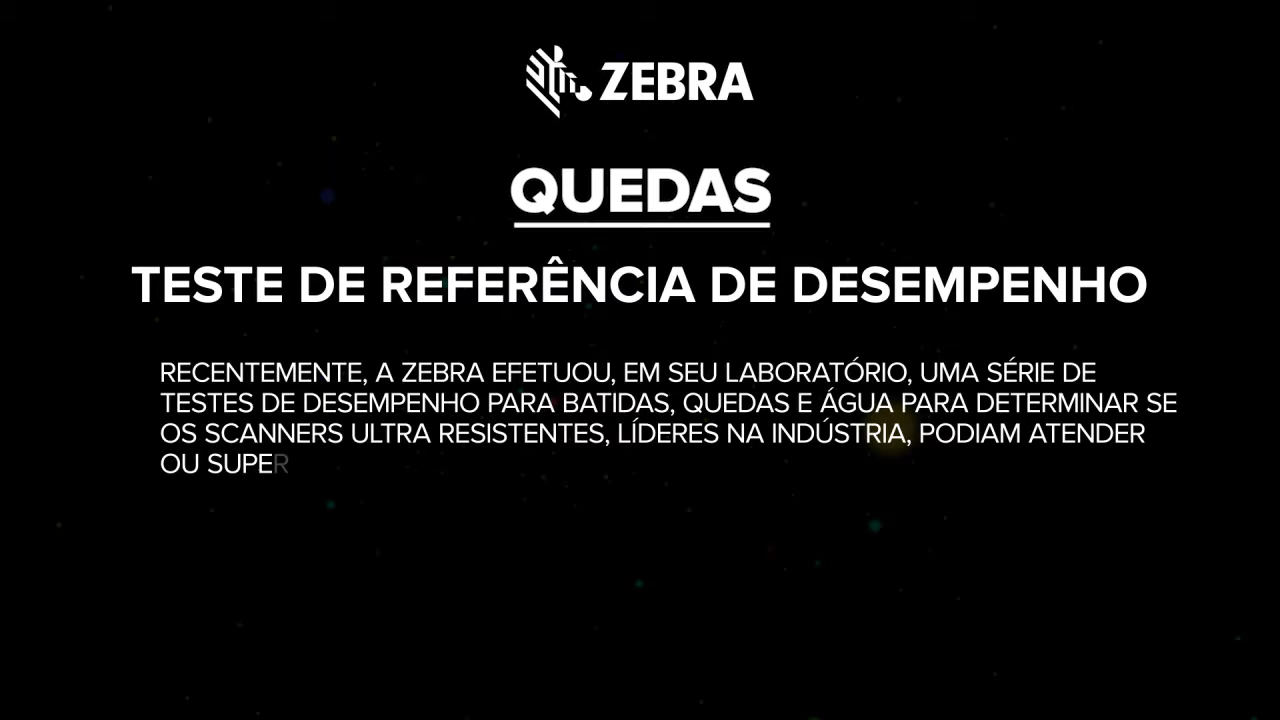 ZEBRA
QUEDAS
TESTE DE REFERÊNCIA DE DESEMPENHO
RECENTEMENTE, A ZEBRA EFETUOU, EM SEU LABORATÓRIO, UMA SÉRIE DE
TESTES DE DESEMPENHO PARA BATIDAS, QUEDAS E ÁGUA PARA DETERMINAR SE
OS SCANNERS ULTRA RESISTENTES, LÍDERES NA INDÚSTRIA, PODIAM ATENDER
OU SUPER